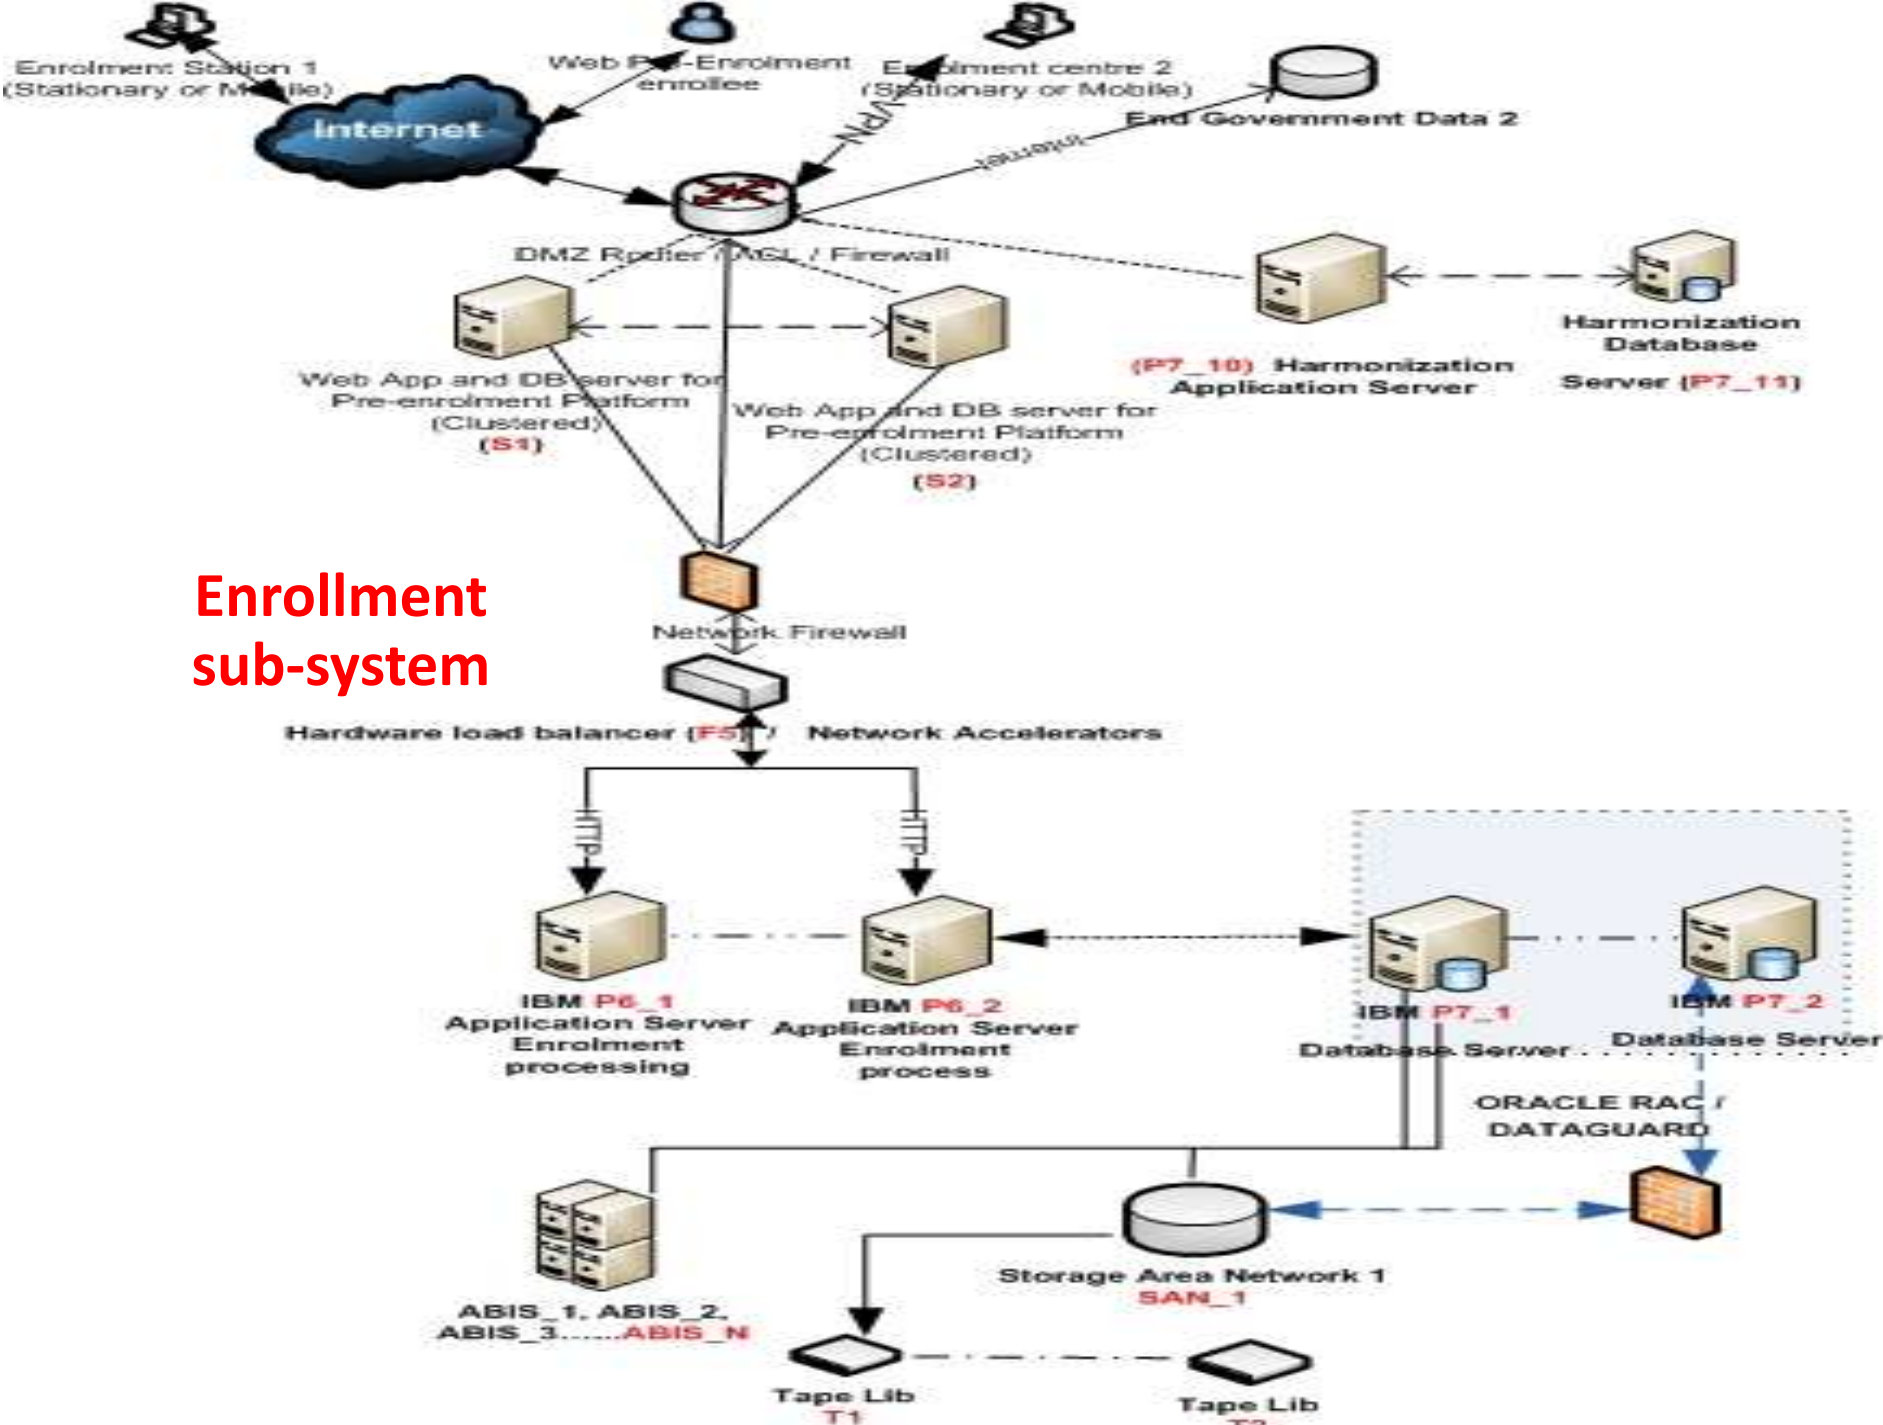 Enrolment Station 1
(Stationary or Mobile)
Web Pre-Enrolment
enrollee
Enrolment centre 2
(Stationary or Mobile)
End Government Data 2
Internet
VPN
Internet
DMZ Router / ACL / Firewall
Web App and DB server for
Pre-enrolment Platform
(Clustered)
(S1)
Web App and DB server for
Pre-enrolment Platform
(Clustered)
(S2)
(P7_10) Harmonization
Application Server
Harmonization
Database
Server (P7_11)
Enrollment
sub-system
Network Firewall
Hardware load balancer (F5) / Network Accelerators
HTTP
HTTP
IBM P6_1
Application Server
Enrolment
processing
IBM P6_2
Application Server
Enrolment
process
IBM P7_1
Database Server
IBM P7_2
Database Server
ORACLE RAC /
DATAGUARD
ABIS_1, ABIS_2,
ABIS_3.......ABIS_N
Storage Area Network 1
SAN_1
Tape Lib
T1
Tape Lib